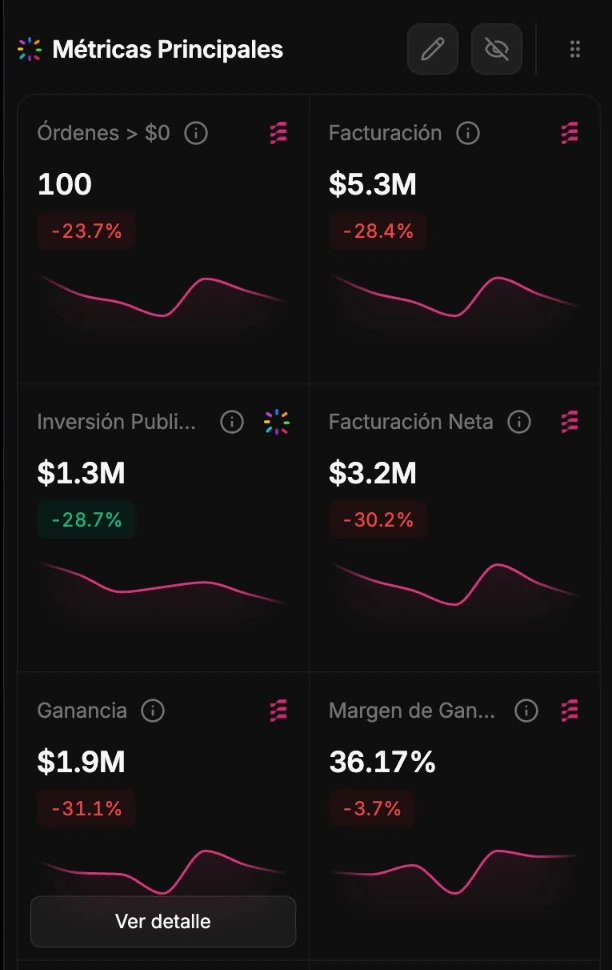 Métricas Principales
Órdenes > $0
Facturación
100
$5.3M
-23.7%
-28.4%
Inversión Publi...
Facturación Neta
$1.3M
$3.2M
-28.7%
-30.2%
Ganancia
Margen de Gan...
$1.9M
36.17%
-31.1%
-3.7%
Ver detalle